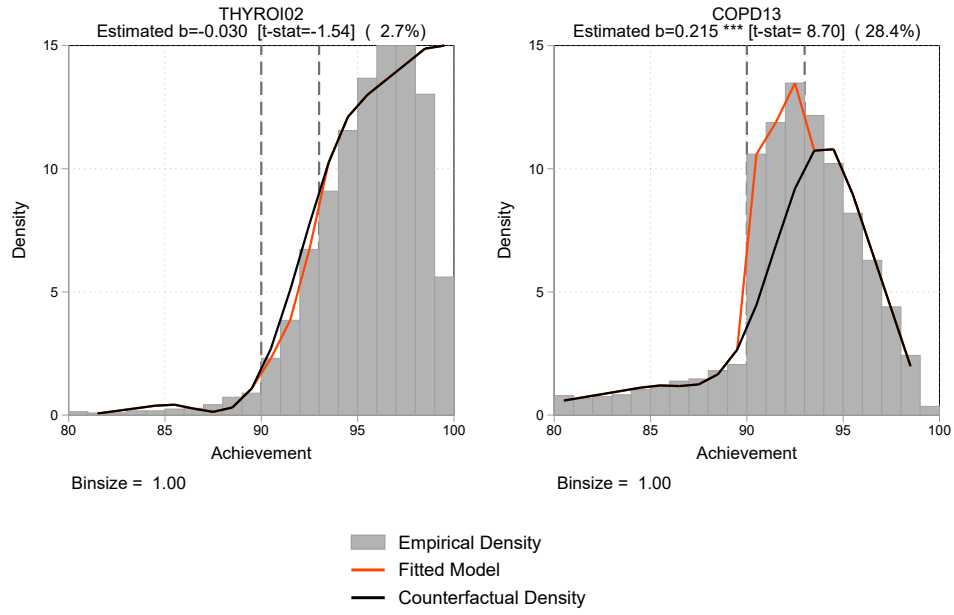 THYROI02
Estimated b=-0.030  [t-stat=-1.54]  (  2.7%)
15
10
5
0
Density
80
85
90
95
100
Achievement
Binsize =  1.00
COPD13
Estimated b=0.215 *** [t-stat= 8.70]  ( 28.4%)
15
10
5
0
Density
80
85
90
95
100
Achievement
Binsize =  1.00
Empirical Density
Fitted Model
Counterfactual Density